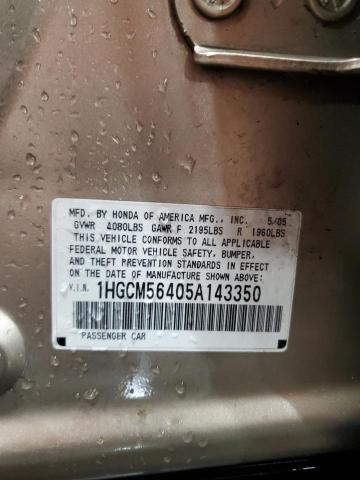 MFD. BY HONDA OF AMERICA MFG., INC. 5/05
GVWR 4080LBS GAWR F 2195LBS R 1960LBS
THIS VEHICLE CONFORMS TO ALL APPLICABLE
FEDERAL MOTOR VEHICLE SAFETY, BUMPER,
AND THEFT PREVENTION STANDARDS IN EFFECT
ON THE DATE OF MANUFACTURE SHOWN ABOVE:
V.I.N. 1HGCM56405A143350
PASSENGER CAR